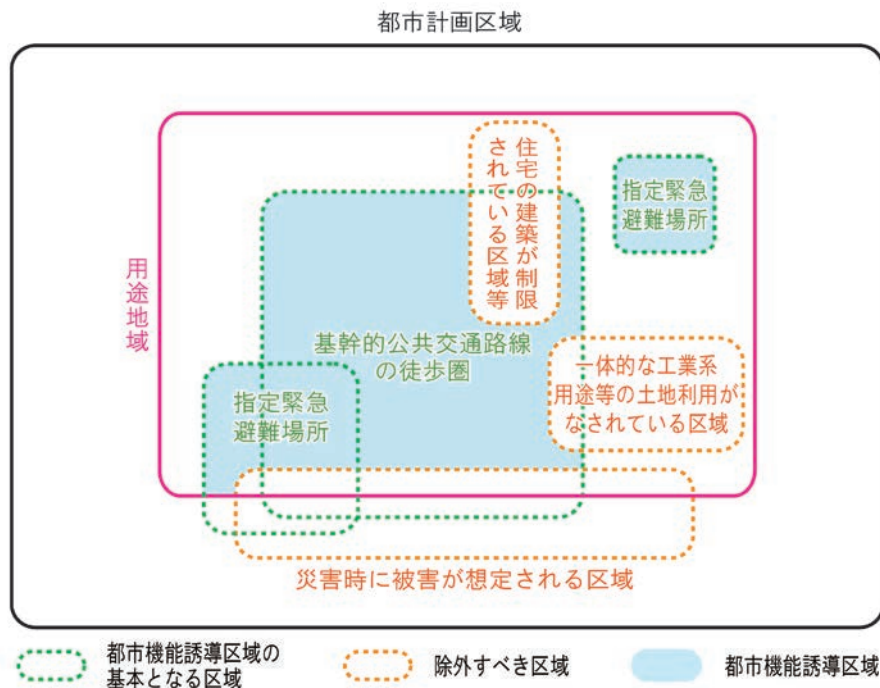 都市計画区域
用途地域
住宅の建築が制限
されている区域等
指定緊急
避難場所
基幹的公共交通路線
の徒歩圏
一体的な工業系
用途等の土地利用が
なされている区域
指定緊急
避難場所
災害時に被害が想定される区域
都市機能誘導区域の
基本となる区域
除外すべき区域
都市機能誘導区域